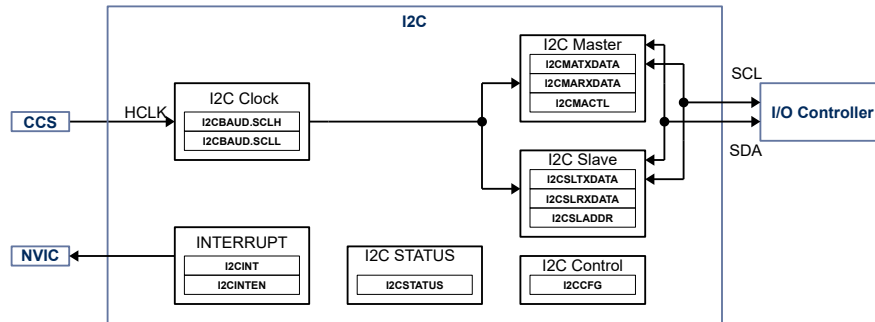 I2C
CCS
HCLK
I2C Clock
I2CBAUD.SCLH
I2CBAUD.SCLL
I2C Master
I2CMATXDATA
I2CMARXDATA
I2CMACTL
SCL
I/O Controller
SDA
I2C Slave
I2CSLTXDATA
I2CSLRXDATA
I2CSLADDR
NVIC
INTERRUPT
I2CINT
I2CINTEN
I2C STATUS
I2CSTATUS
I2C Control
I2CCFG